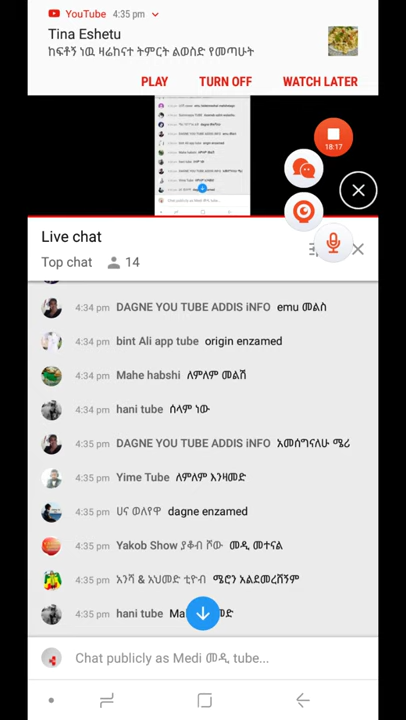 YouTube 4:35 pm
Tina Eshetu
ከፍቶኝ ነዉ ዛሬከናተ ትምርት ልወስድ የመጣሁት
PLAY TURN OFF WATCH LATER
18:17
Live chat
Top chat 14
4:34 pm DAGNE YOU TUBE ADDIS iNFO emu መልስ
4:34 pm bint Ali app tube origin enzamed
4:34 pm Mahe habshi ለምለም መልሽ
4:34 pm hani tube ሰላም ነው
4:35 pm DAGNE YOU TUBE ADDIS iNFO አመሰግናለሁ ሜሪ
4:35 pm Yime Tube ለምለም እንዛመድ
4:35 pm ሀና ወለየዋ dagne enzamed
4:35 pm Yakob Show ያቆብ ሾው መዲ መተናል
4:35 pm አንሻ & አህመድ ቲዮብ ሜሮን አልደመረሽኝም
4:35 pm hani tube
Chat publicly as Medi መዲ tube...